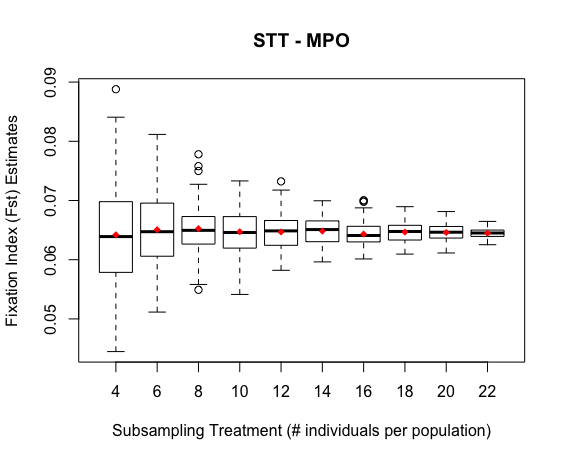 STT - MPO
Fixation Index (Fst) Estimates
0.09
0.08
0.07
0.06
0.05
4 6 8 10 12 14 16 18 20 22
Subsampling Treatment (# individuals per population)